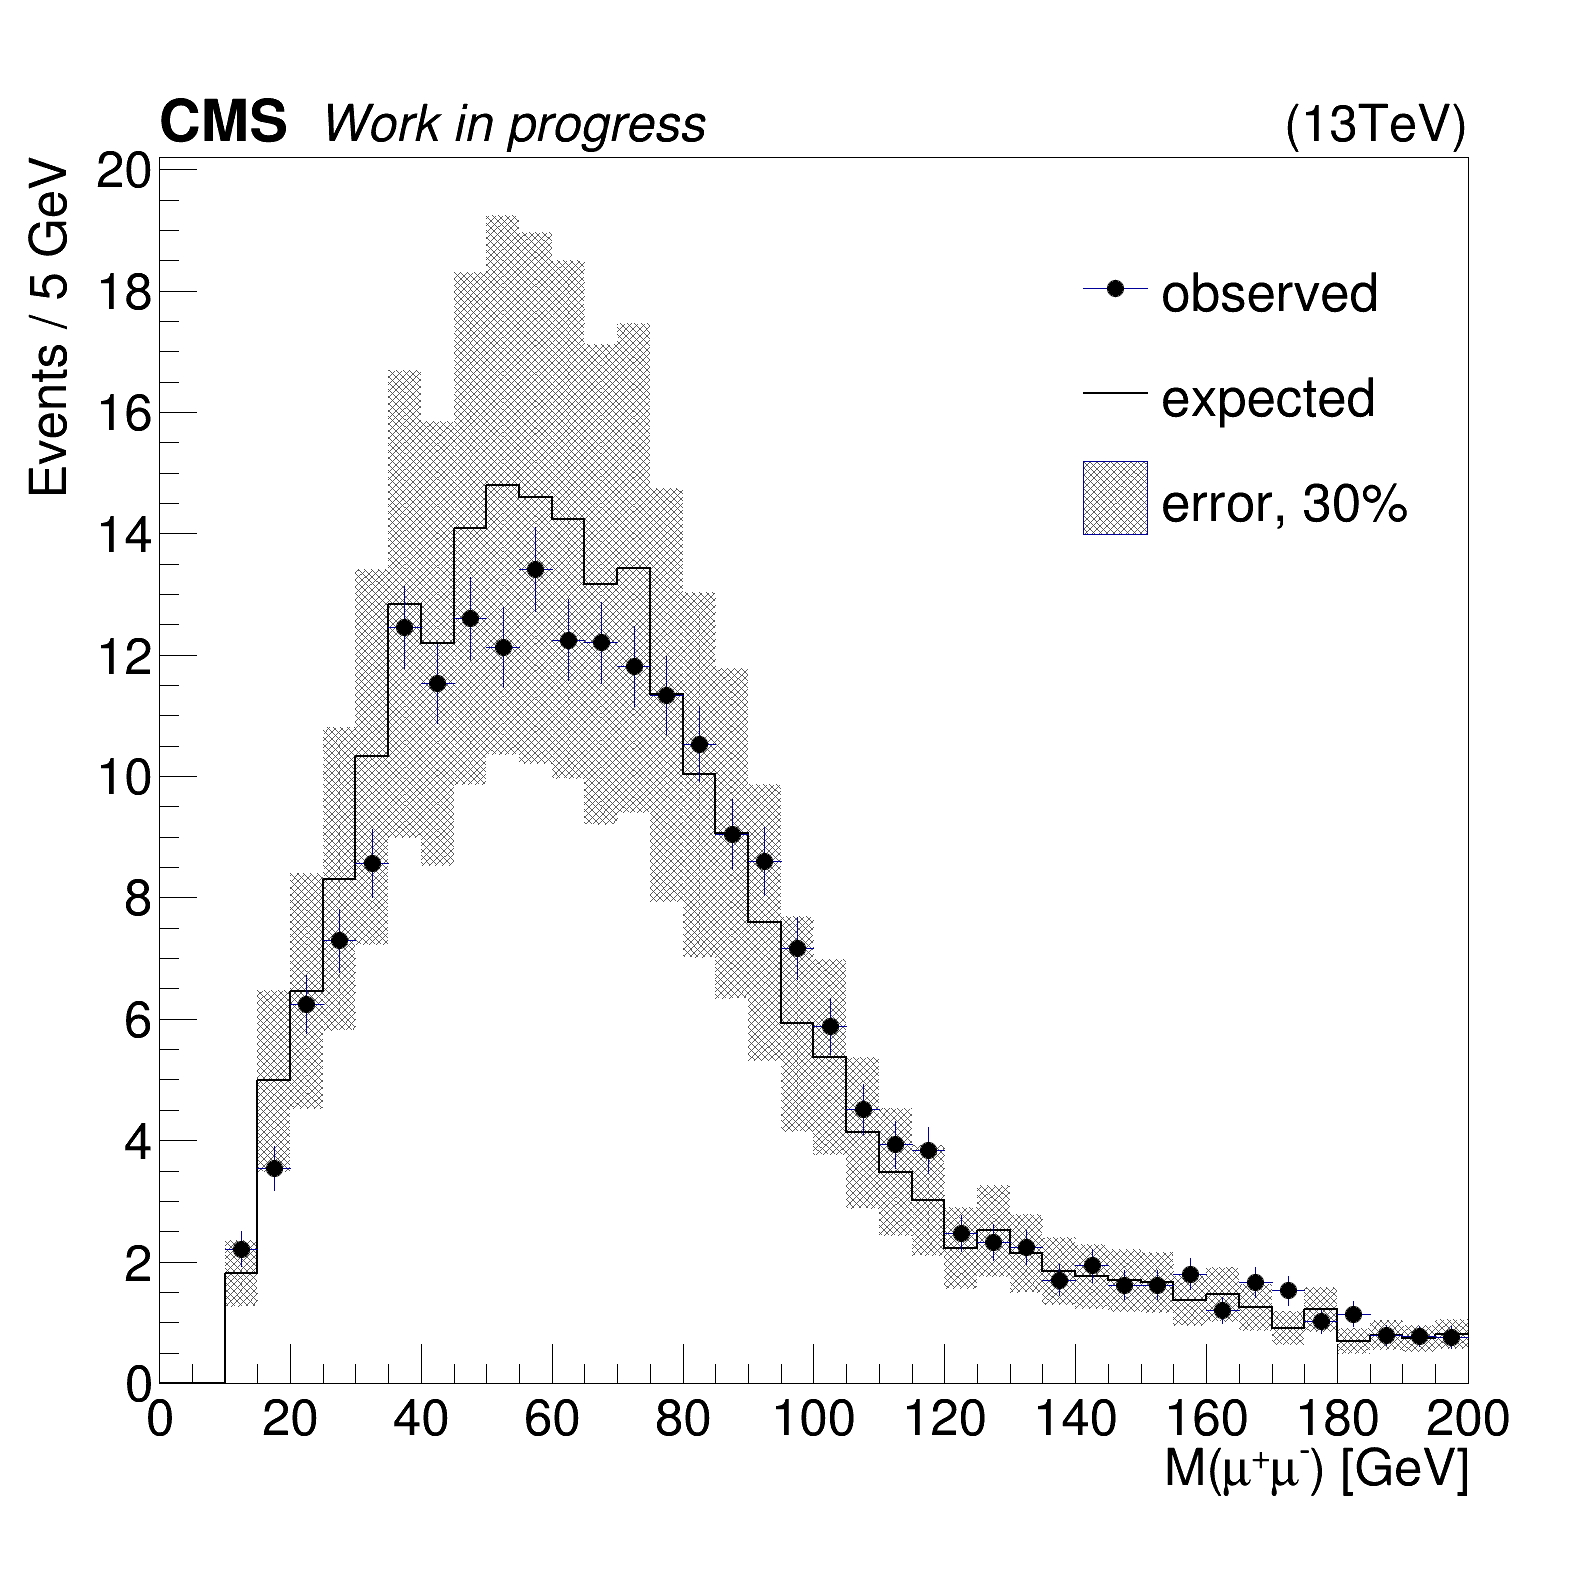 CMS Work in progress (13TeV)
Events / 5 GeV
20
18
16
14
12
10
8
6
4
2
0
observed
expected
error, 30%
0 20 40 60 80 100 120 140 160 180 200
M(μ⁺μ⁻) [GeV]